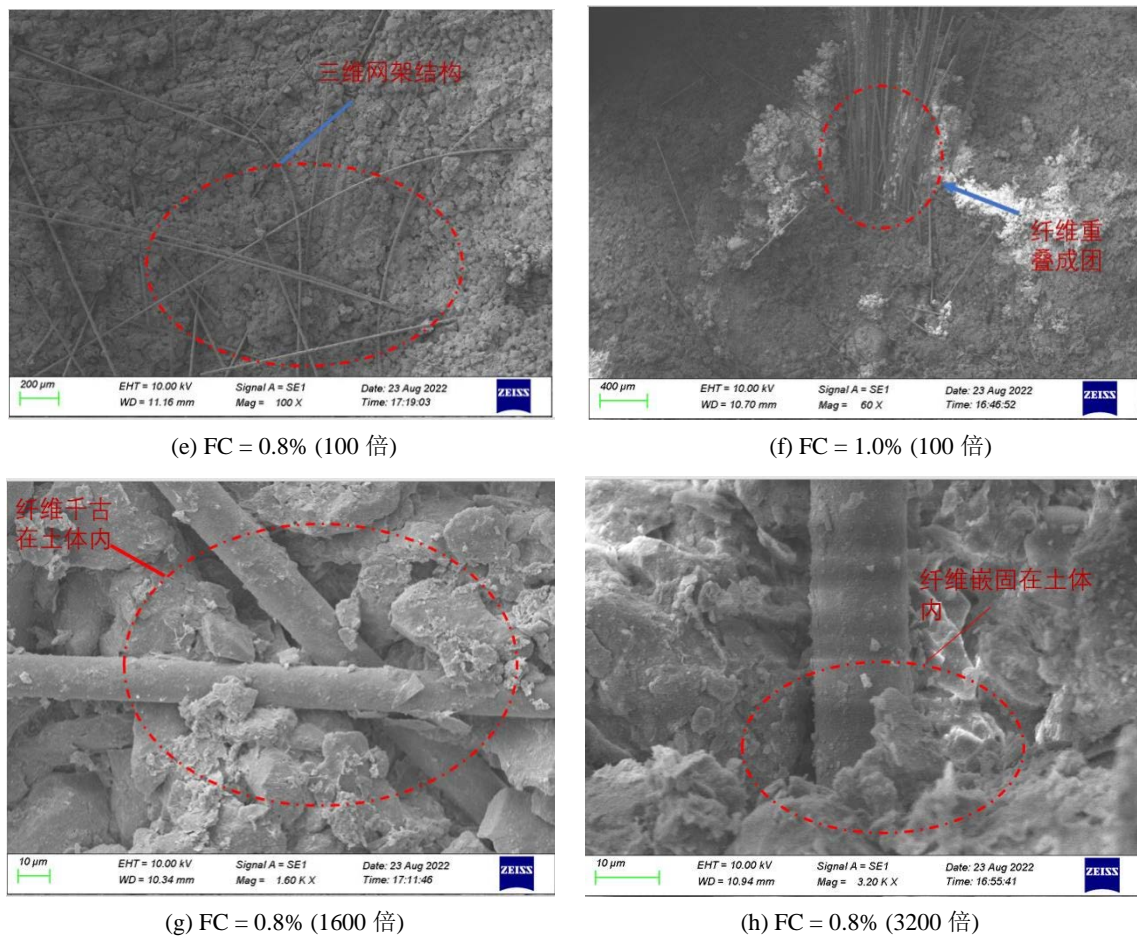 三维网架结构
200 μm
EHT = 10.00 kV
Signal A = SE1
Date: 23 Aug 2022
WD = 11.16 mm
Mag = 100 X
Time: 17:19:03
ZEISS
纤维重
叠成团
400 μm
EHT = 10.00 kV
Signal A = SE1
Date: 23 Aug 2022
WD = 10.70 mm
Mag = 60 X
Time: 16:46:52
ZEISS
(e) FC = 0.8% (100 倍)
(f) FC = 1.0% (100 倍)
纤维千古
在土体内
10 μm
EHT = 10.00 kV
Signal A = SE1
Date: 23 Aug 2022
WD = 10.34 mm
Mag = 1.60 K X
Time: 17:11:46
ZEISS
纤维嵌固在土体
内
10 μm
EHT = 10.00 kV
Signal A = SE1
Date: 23 Aug 2022
WD = 10.94 mm
Mag = 3.20 K X
Time: 16:55:41
ZEISS
(g) FC = 0.8% (1600 倍)
(h) FC = 0.8% (3200 倍)